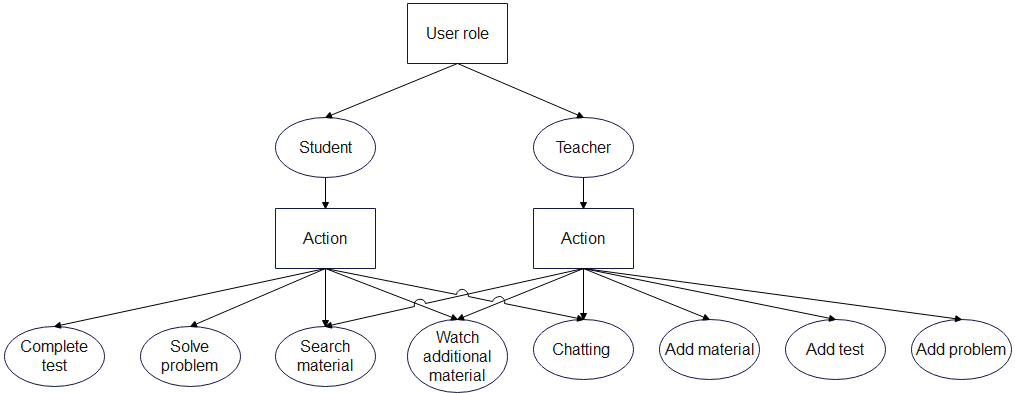 User role
Student
Teacher
Action
Action
Complete
test
Solve
problem
Search
material
Watch
additional
material
Chatting
Add material
Add test
Add problem